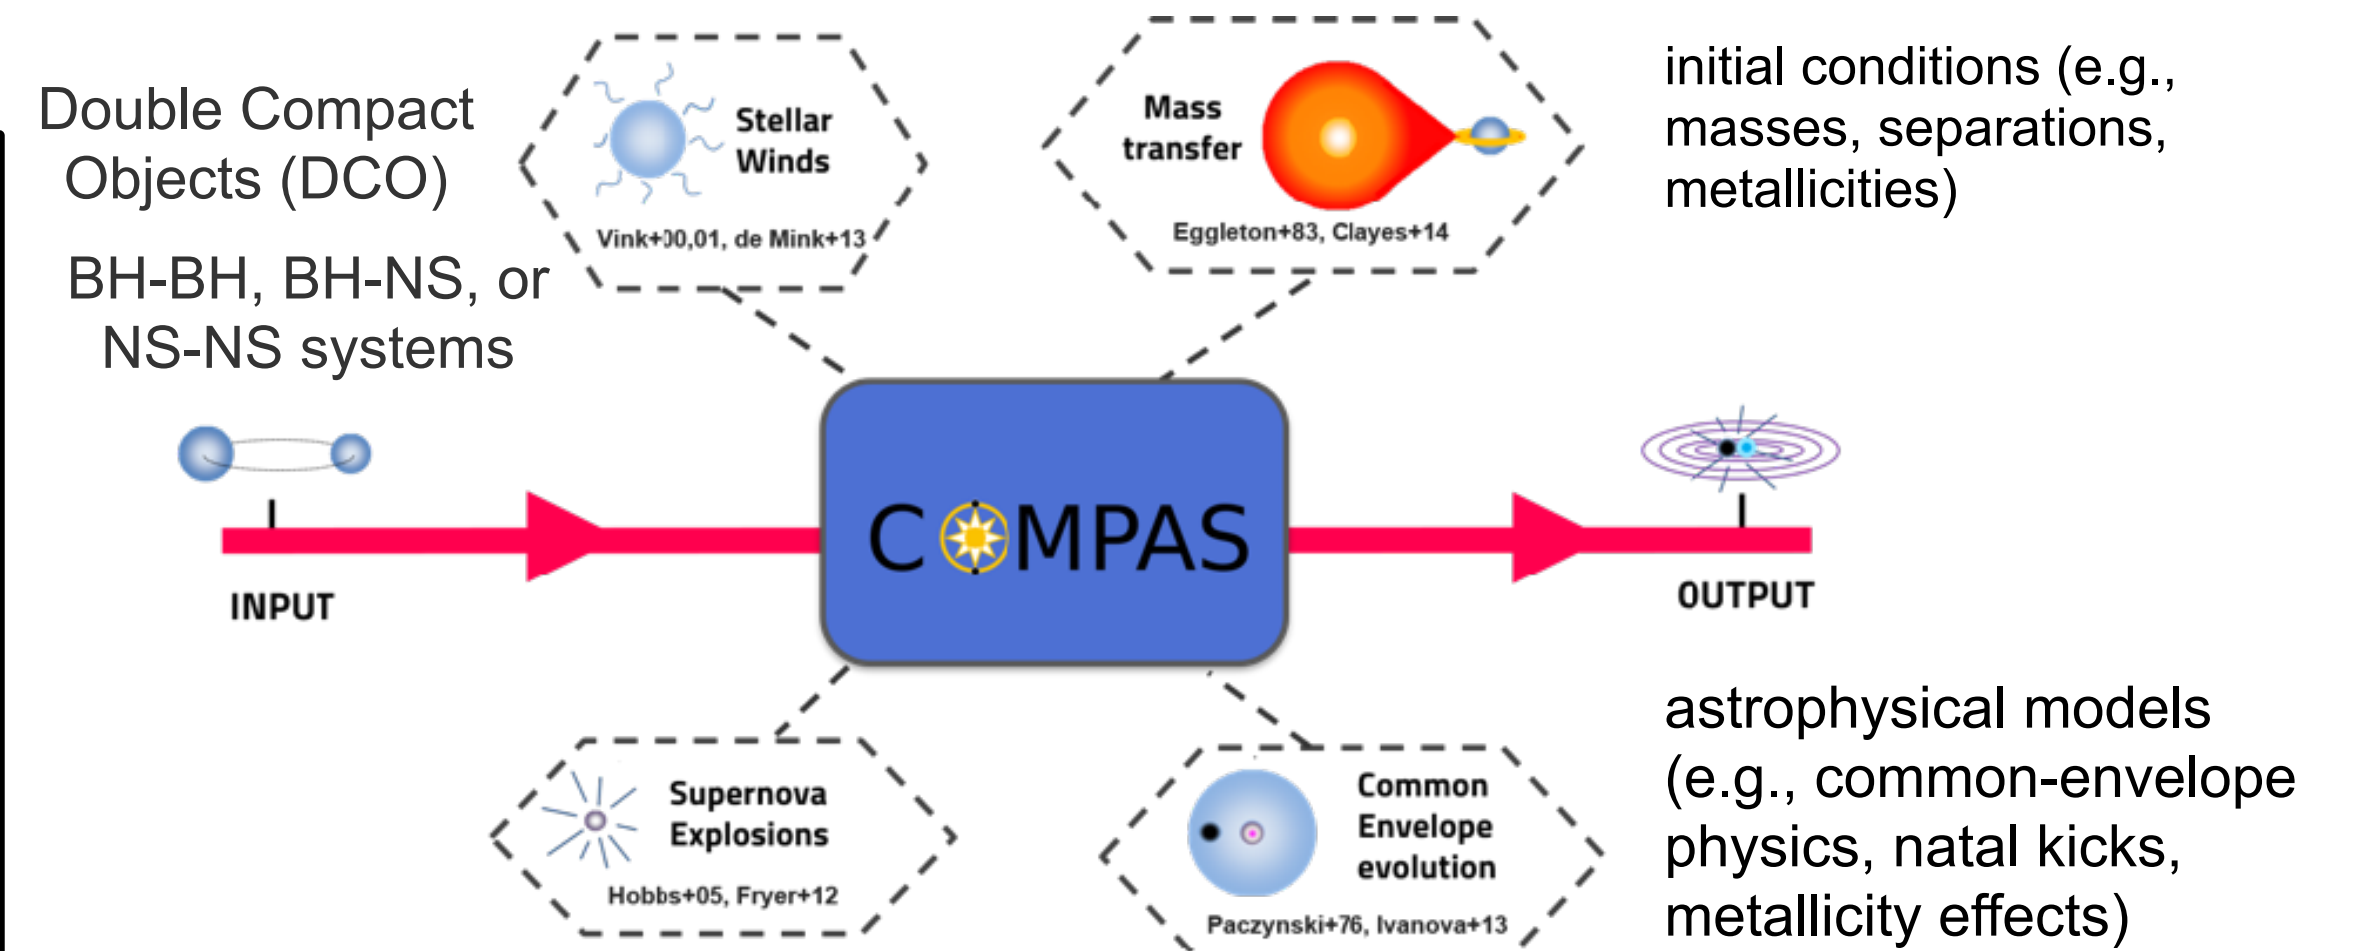 Double Compact
Objects (DCO)
BH-BH, BH-NS, or
NS-NS systems
Stellar
Winds
Vink+00,01, de Mink+13
Mass
transfer
Eggleton+83, Clayes+14
initial conditions (e.g.,
masses, separations,
metallicities)
INPUT
COMPAS
OUTPUT
Supernova
Explosions
Hobbs+05, Fryer+12
Common
Envelope
evolution
Paczynski+76, Ivanova+13
astrophysical models
(e.g., common-envelope
physics, natal kicks,
metallicity effects)